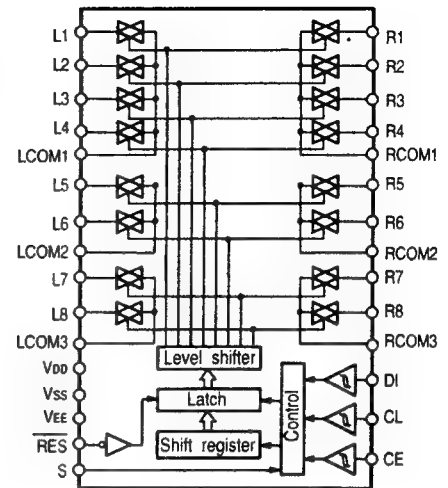 L1
R1
L2
R2
L3
R3
L4
R4
LCOM1
RCOM1
L5
R5
L6
R6
LCOM2
RCOM2
L7
R7
L8
R8
LCOM3
RCOM3
Level shifter
VDD
DI
VSS
Latch
Control
CL
VEE
RES
Shift register
CE
S